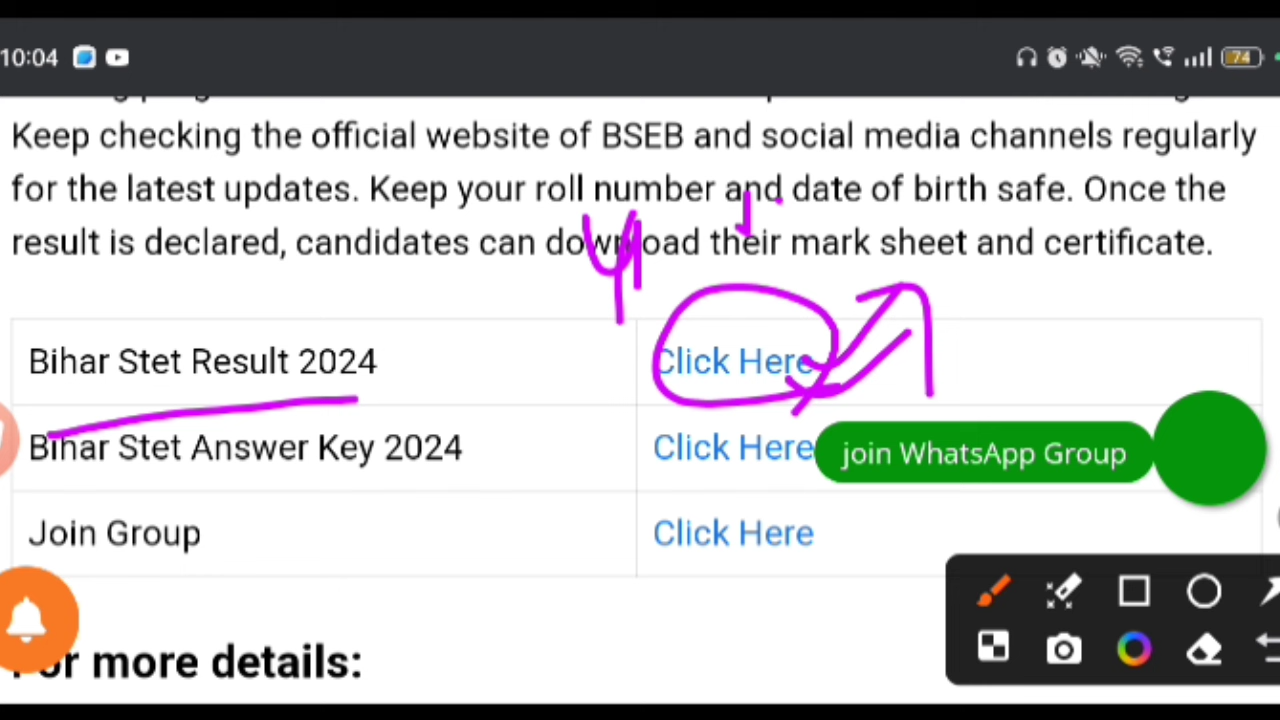 10:04
74
Keep checking the official website of BSEB and social media channels regularly
for the latest updates. Keep your roll number and date of birth safe. Once the
result is declared, candidates can download their mark sheet and certificate.
Bihar Stet Result 2024 Click Here
Bihar Stet Answer Key 2024 Click Here
join WhatsApp Group
Join Group Click Here
For more details: